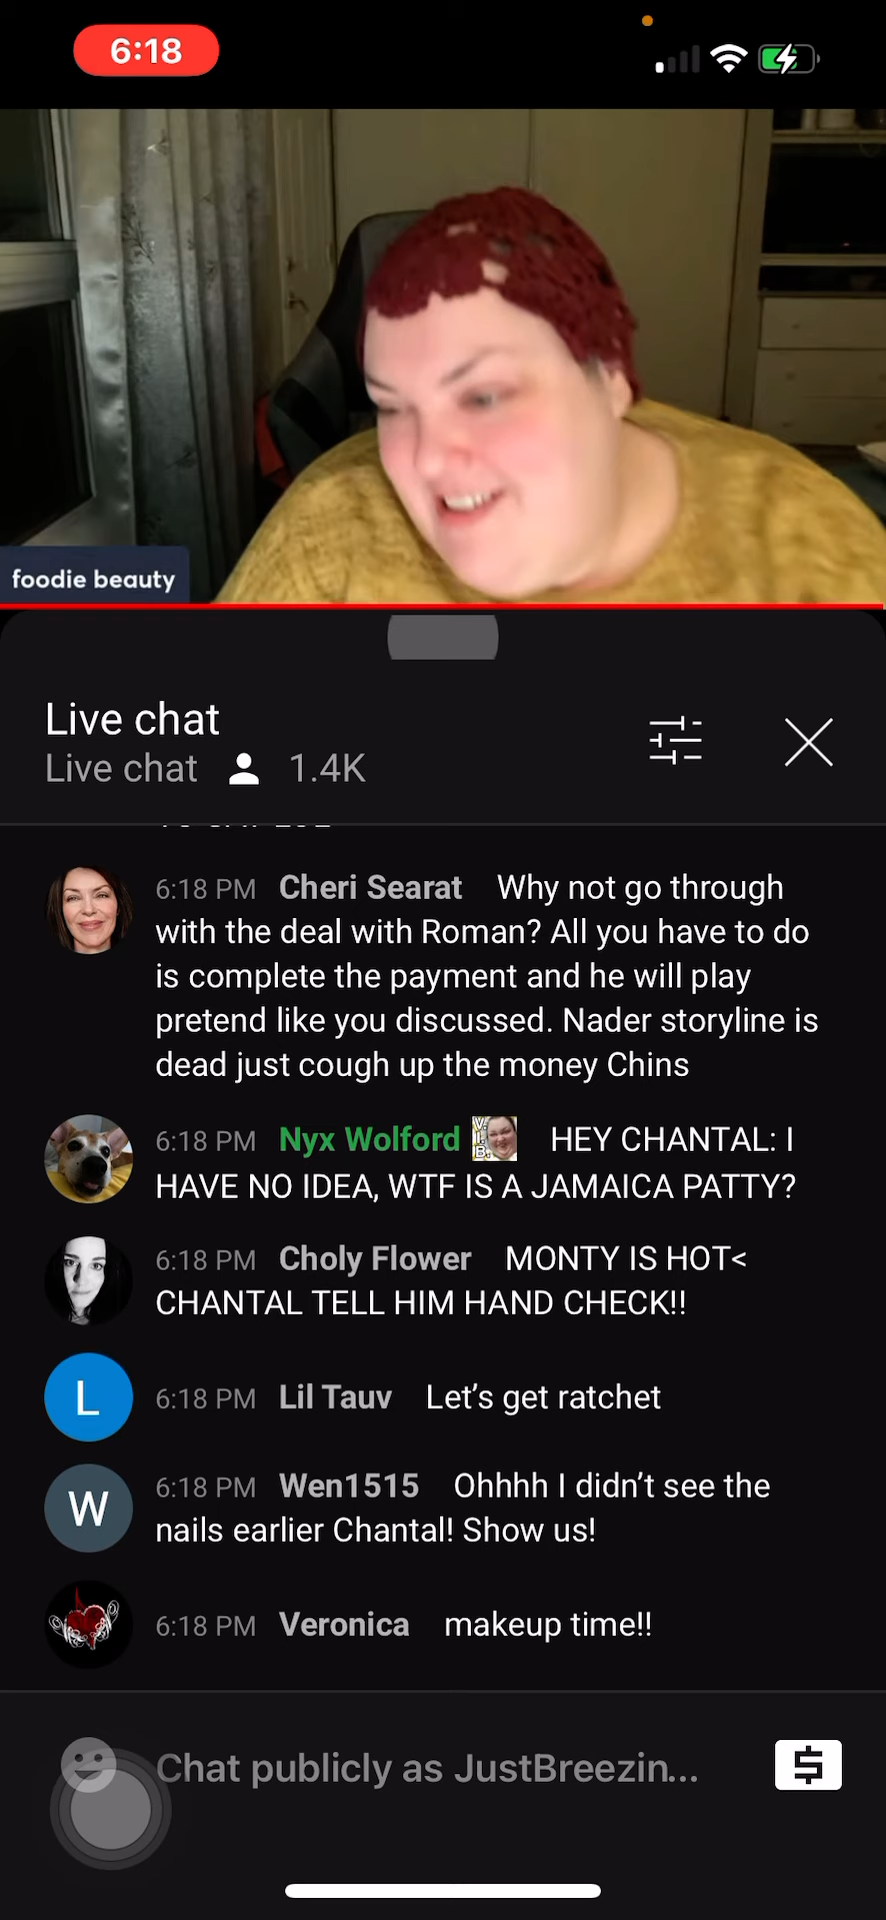 6:18
foodie beauty
Live chat
Live chat 1.4K
6:18 PM Cheri Searat Why not go through
with the deal with Roman? All you have to do
is complete the payment and he will play
pretend like you discussed. Nader storyline is
dead just cough up the money Chins
6:18 PM Nyx Wolford HEY CHANTAL: I
HAVE NO IDEA, WTF IS A JAMAICA PATTY?
6:18 PM Choly Flower MONTY IS HOT<
CHANTAL TELL HIM HAND CHECK!!
L 6:18 PM Lil Tauv Let's get ratchet
W 6:18 PM Wen1515 Ohhhh I didn't see the
nails earlier Chantal! Show us!
6:18 PM Veronica makeup time!!
Chat publicly as JustBreezin...
$